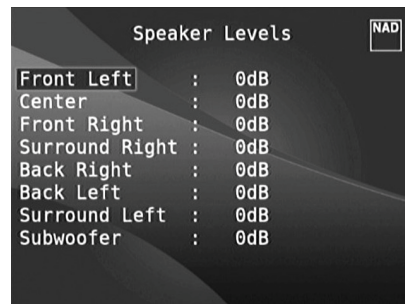 Speaker Levels
NAD
Front Left : 0dB
Center : 0dB
Front Right : 0dB
Surround Right : 0dB
Back Right : 0dB
Back Left : 0dB
Surround Left : 0dB
Subwoofer : 0dB